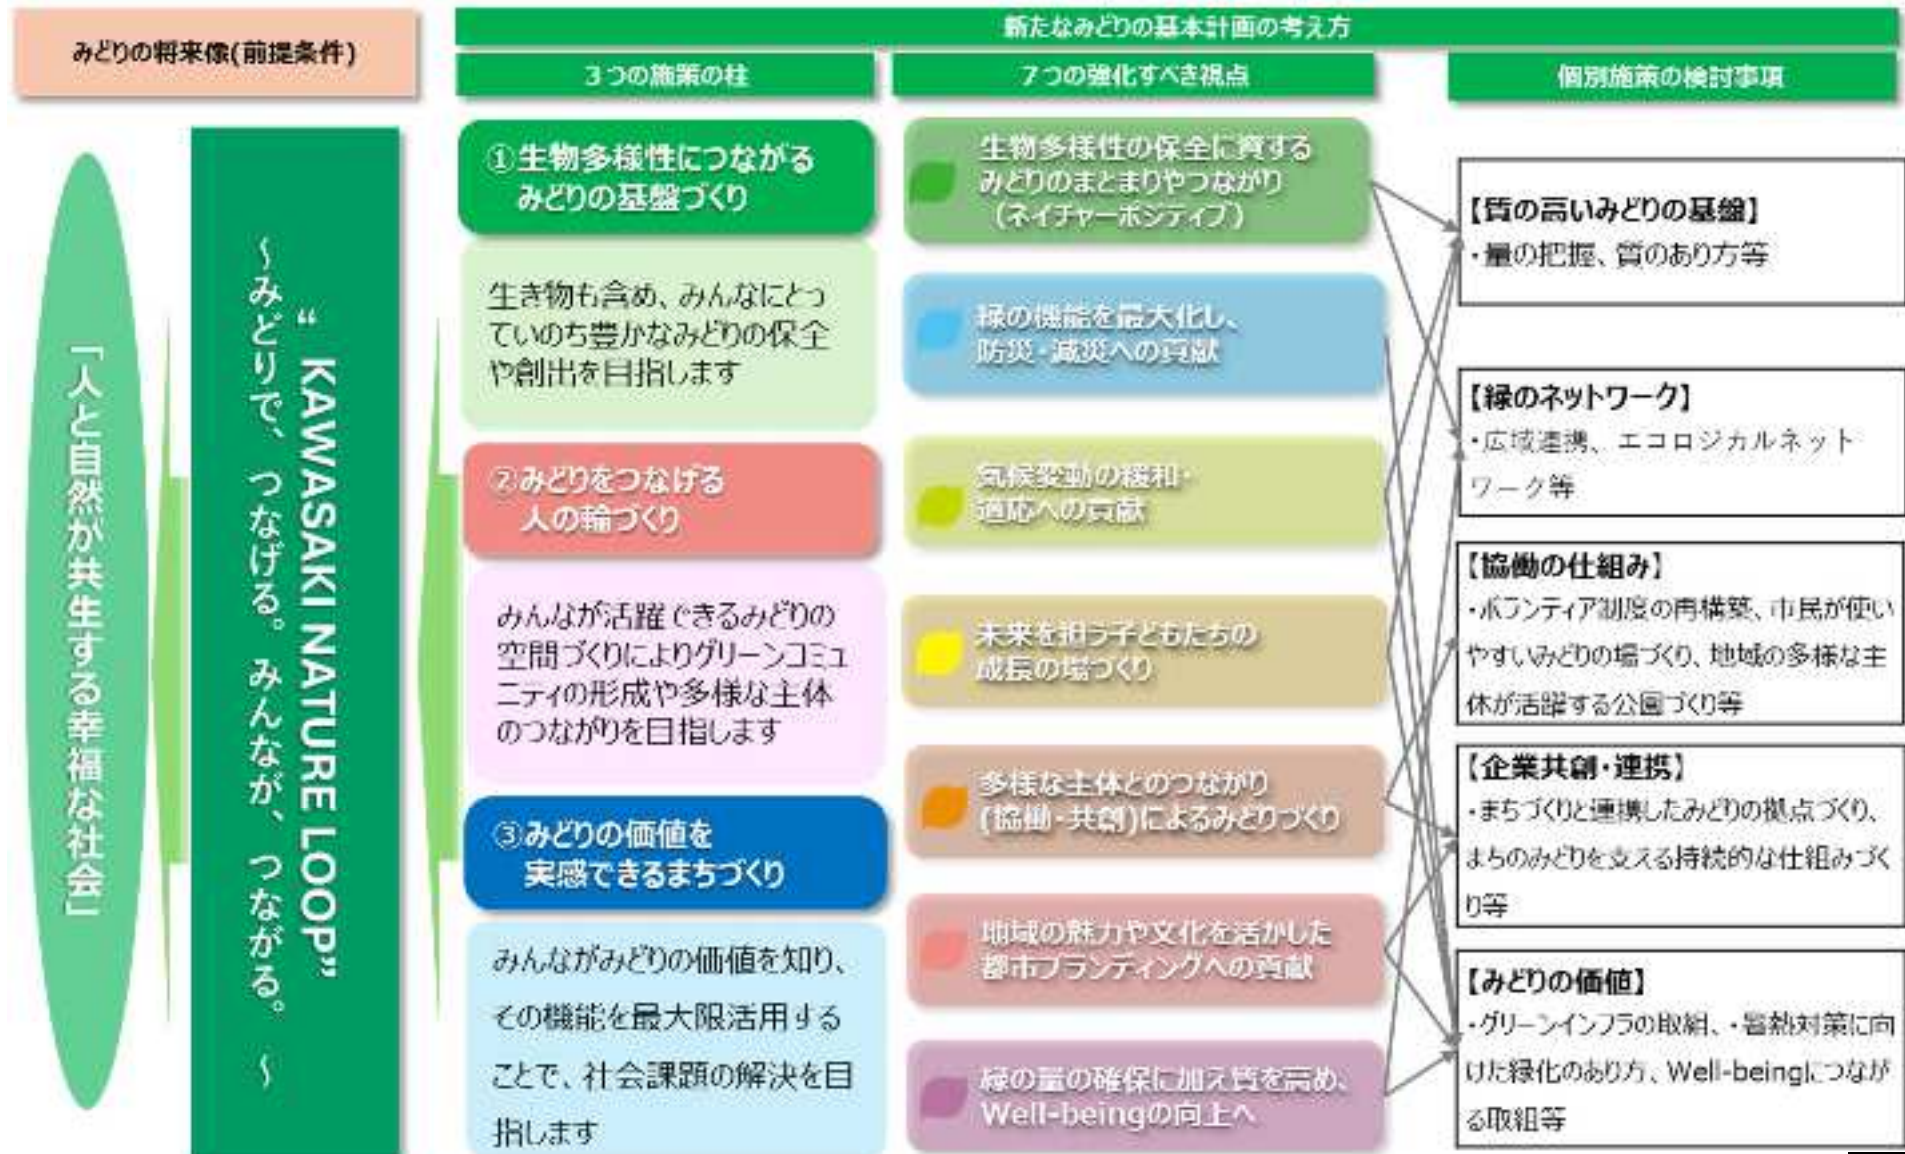 みどりの将来像(前提条件)
新たなみどりの基本計画の考え方
3つの施策の柱
7つの強化すべき視点
個別施策の検討事項
「人と自然が共生する幸福な社会」
“ KAWASAKI NATURE LOOP”
~みどりで、つなげる。みんなが、つながる。 ~
①生物多様性につながる
みどりの基盤づくり
生き物も含め、みんなにとっ
ていのち豊かなみどりの保全
や創出を目指します
②みどりをつなげる
人の輪づくり
みんなが活躍できるみどりの
空間づくりによりグリーンコミュ
ニティの形成や多様な主体
のつながりを目指します
③みどりの価値を
実感できるまちづくり
みんながみどりの価値を知り、
その機能を最大限活用する
ことで、社会課題の解決を目
指します
生物多様性の保全に資する
みどりのまとまりやつながり
(ネイチャーポジティブ)
緑の機能を最大化し、
防災・減災への貢献
気候変動の緩和・
適応への貢献
未来を担う子どもたちの
成長の場づくり
多様な主体とのつながり
(協働・共創)によるみどりづくり
地域の魅力や文化を活かした
都市ブランディングへの貢献
緑の量の確保に加え質を高め、
Well-beingの向上へ
【質の高いみどりの基盤】
・量の把握、質のあり方等
【緑のネットワーク】
・広域連携、エコロジカルネット
ワーク等
【協働の仕組み】
・ボランティア制度の再構築、市民が使い
やすいみどりの場づくり、地域の多様な主
体が活躍する公園づくり等
【企業共創・連携】
・まちづくりと連携したみどりの拠点づくり、
まちのみどりを支える持続的な仕組みづく
り等
【みどりの価値】
・グリーンインフラの取組、・暑熱対策に向
けた緑化のあり方、Well-beingにつなが
る取組等